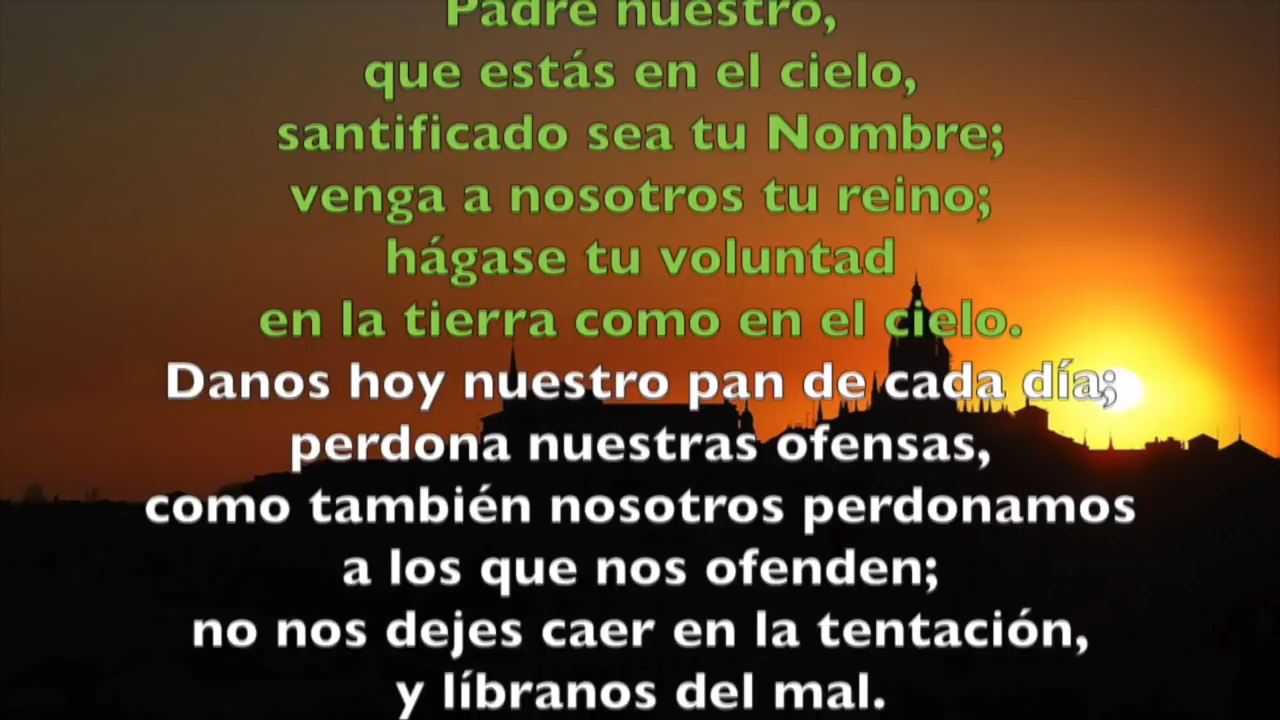 Padre nuestro,
que estás en el cielo,
santificado sea tu Nombre;
venga a nosotros tu reino;
hágase tu voluntad
en la tierra como en el cielo.
Danos hoy nuestro pan de cada día;
perdona nuestras ofensas,
como también nosotros perdonamos
a los que nos ofenden;
no nos dejes caer en la tentación,
y líbranos del mal.